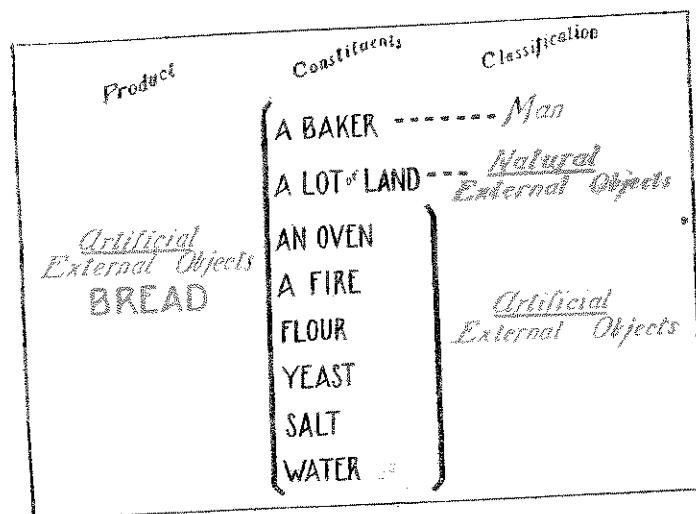 Product Constituents Classification
A BAKER ------- Man
A LOT of LAND --- Natural
External Objects
Artificial
External Objects
BREAD
AN OVEN
A FIRE
FLOUR
YEAST
SALT
WATER
Artificial
External Objects